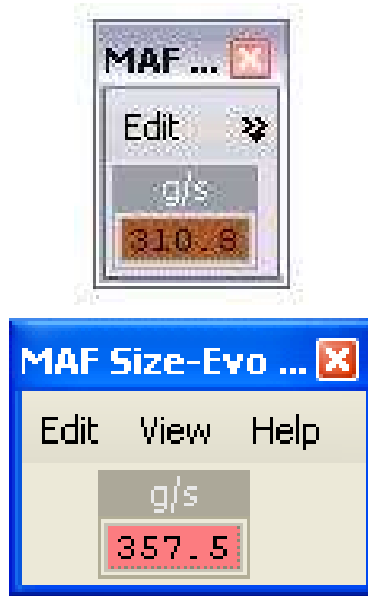 MAF ...
Edit
g/s
310.8
MAF Size-Evo ...
Edit View Help
g/s
357.5